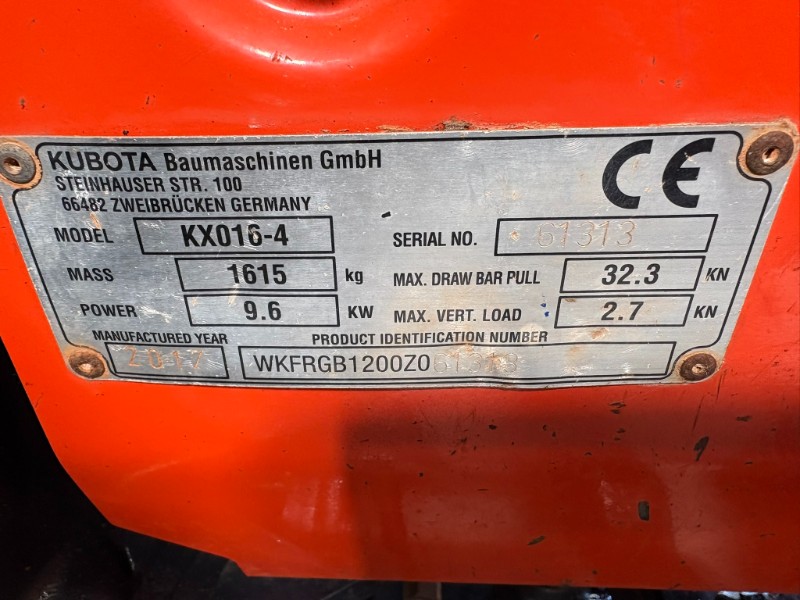 KUBOTA Baumaschinen GmbH
STEINHAUSER STR. 100
66482 ZWEIBRÜCKEN GERMANY
CE
MODEL KX016-4 SERIAL NO. 61313
MASS 1615 kg MAX. DRAW BAR PULL 32.3 KN
POWER 9.6 KW MAX. VERT. LOAD 2.7 KN
MANUFACTURED YEAR PRODUCT IDENTIFICATION NUMBER
2017 WKFRGB1200Z061313